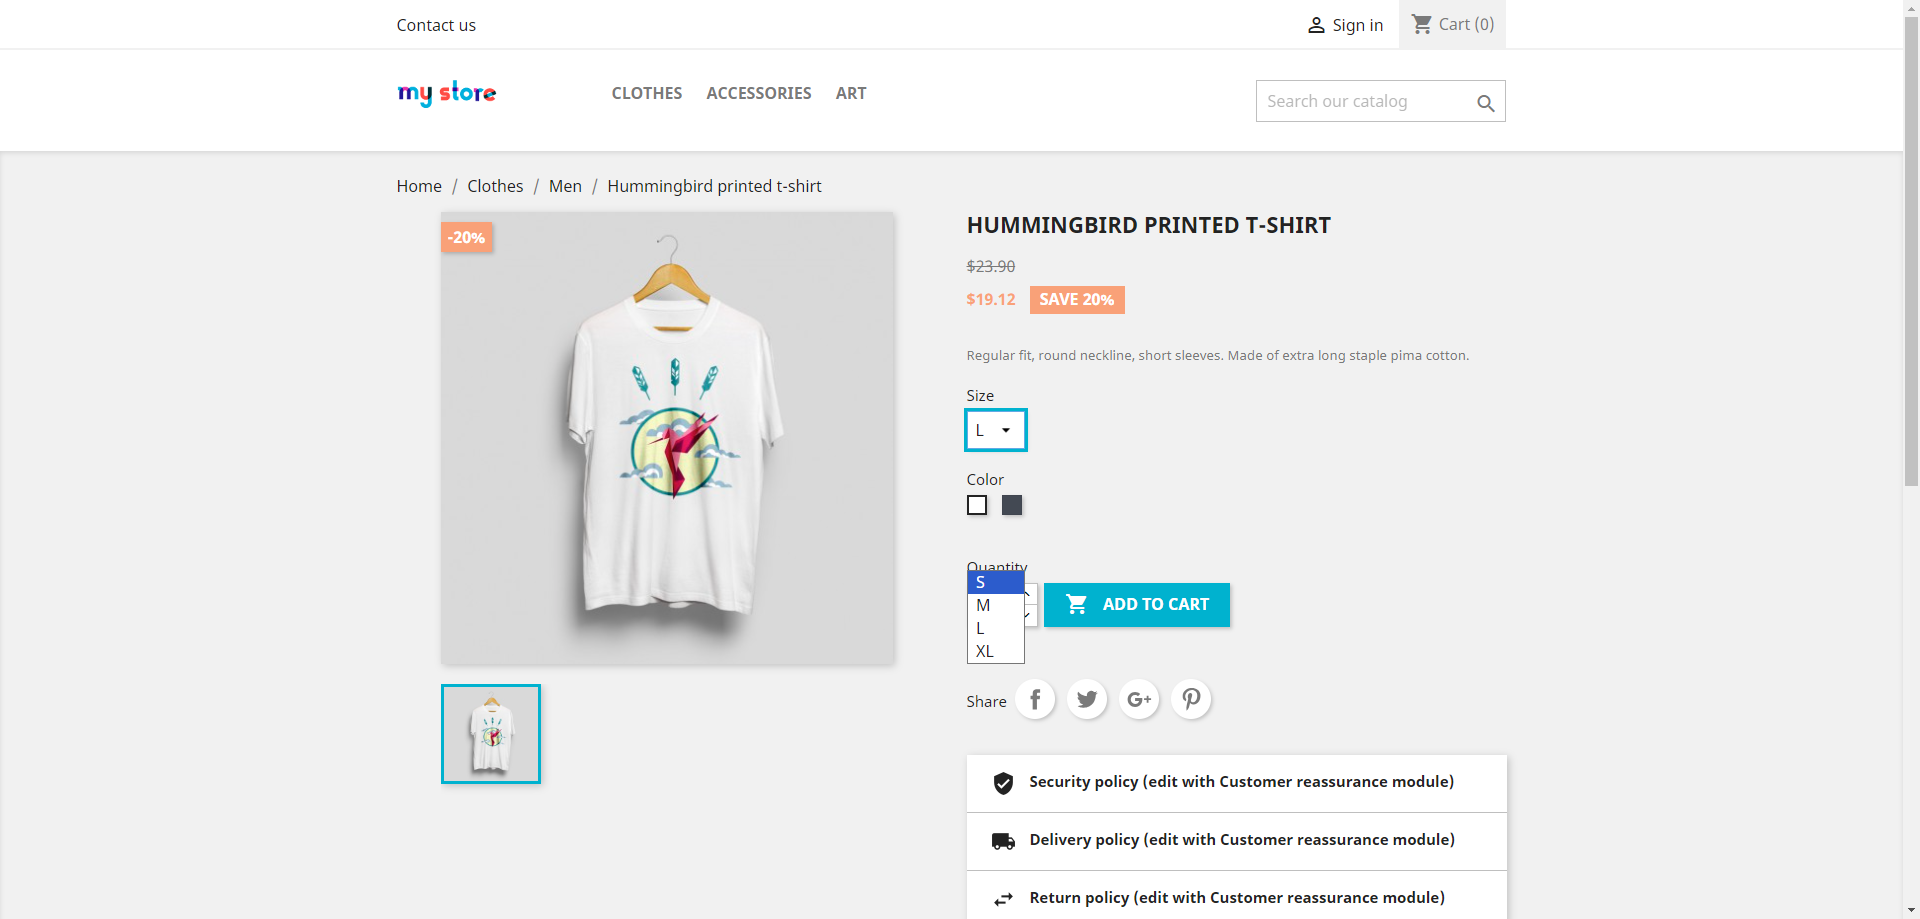 Contact us
Sign in
Cart (0)
my store
CLOTHES
ACCESSORIES
ART
Search our catalog
Home / Clothes / Men / Hummingbird printed t-shirt
-20%
HUMMINGBIRD PRINTED T-SHIRT
$23.90
$19.12
SAVE 20%
Regular fit, round neckline, short sleeves. Made of extra long staple pima cotton.
Size
L
Color
Quantity
S
M
L
XL
ADD TO CART
Share
Security policy (edit with Customer reassurance module)
Delivery policy (edit with Customer reassurance module)
Return policy (edit with Customer reassurance module)